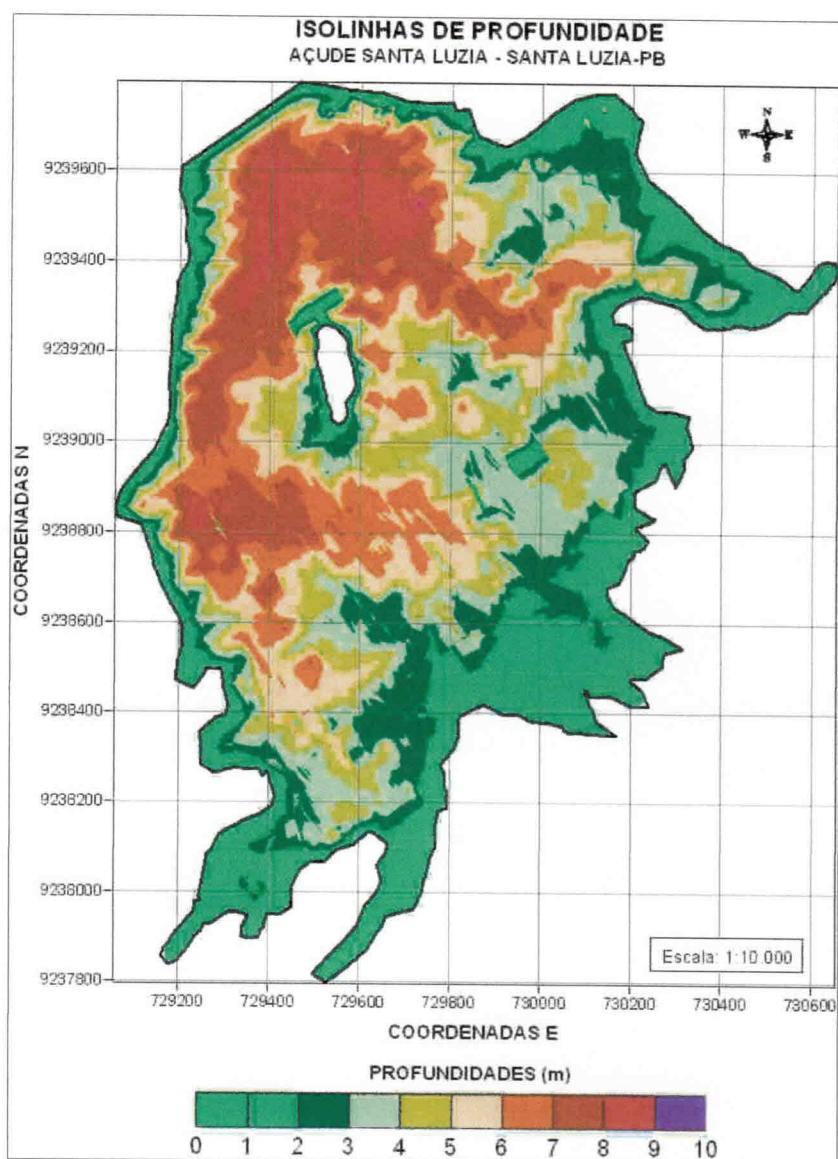 ISOLINHAS DE PROFUNDIDADE
AÇUDE SANTA LUZIA - SANTA LUZIA-PB
N
W E
S
9239600
9239400
9239200
9239000
9238800
9238600
9238400
9238200
9238000
9237800
COORDENADAS N
Escala: 1:10 000
729200 729400 729600 729800 730000 730200 730400 730600
COORDENADAS E
PROFUNDIDADES (m)
0 1 2 3 4 5 6 7 8 9 10